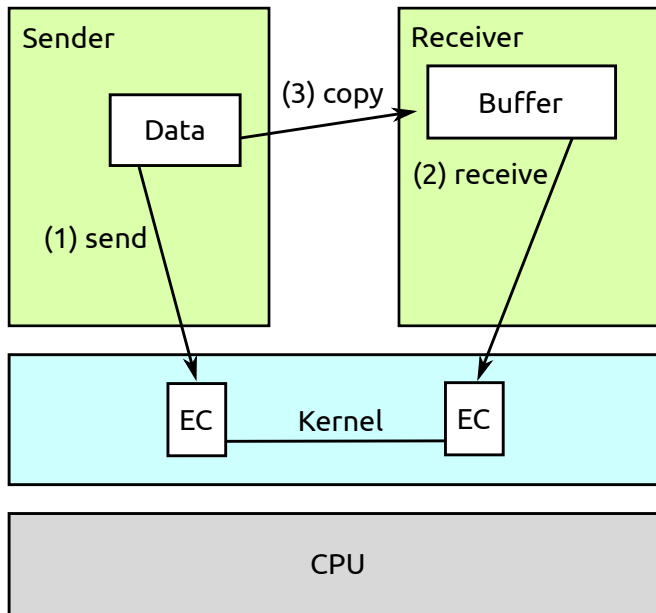 Sender
Receiver
(3) copy
Buffer
Data
(2) receive
(1) send
EC
Kernel
EC
CPU